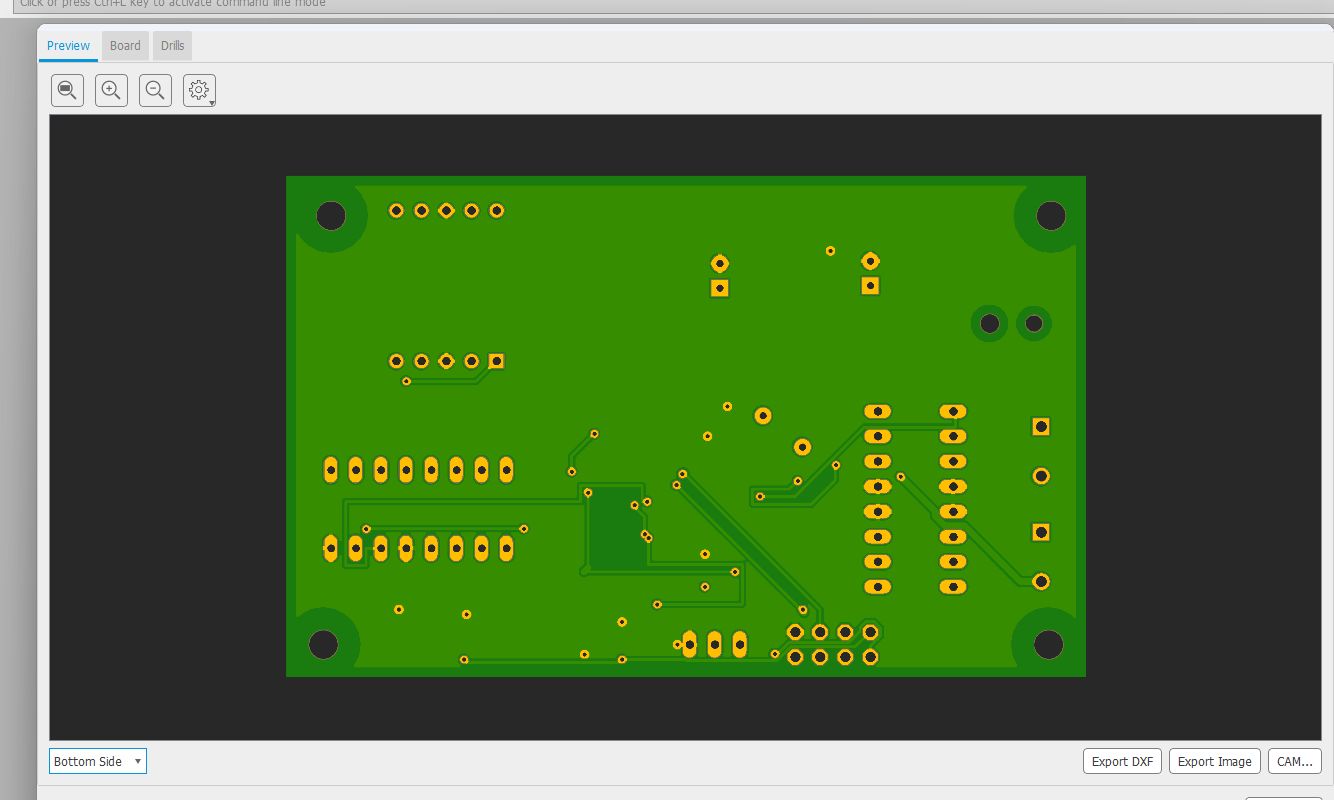 Click or press Ctrl+L key to activate command line mode
Preview Board Drills
Bottom Side
Export DXF Export Image CAM...